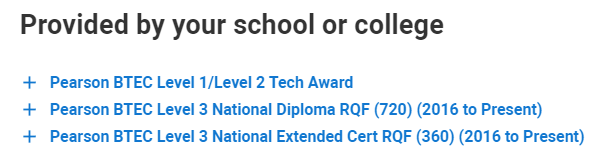 Provided by your school or college
+ Pearson BTEC Level 1/Level 2 Tech Award
+ Pearson BTEC Level 3 National Diploma RQF (720) (2016 to Present)
+ Pearson BTEC Level 3 National Extended Cert RQF (360) (2016 to Present)